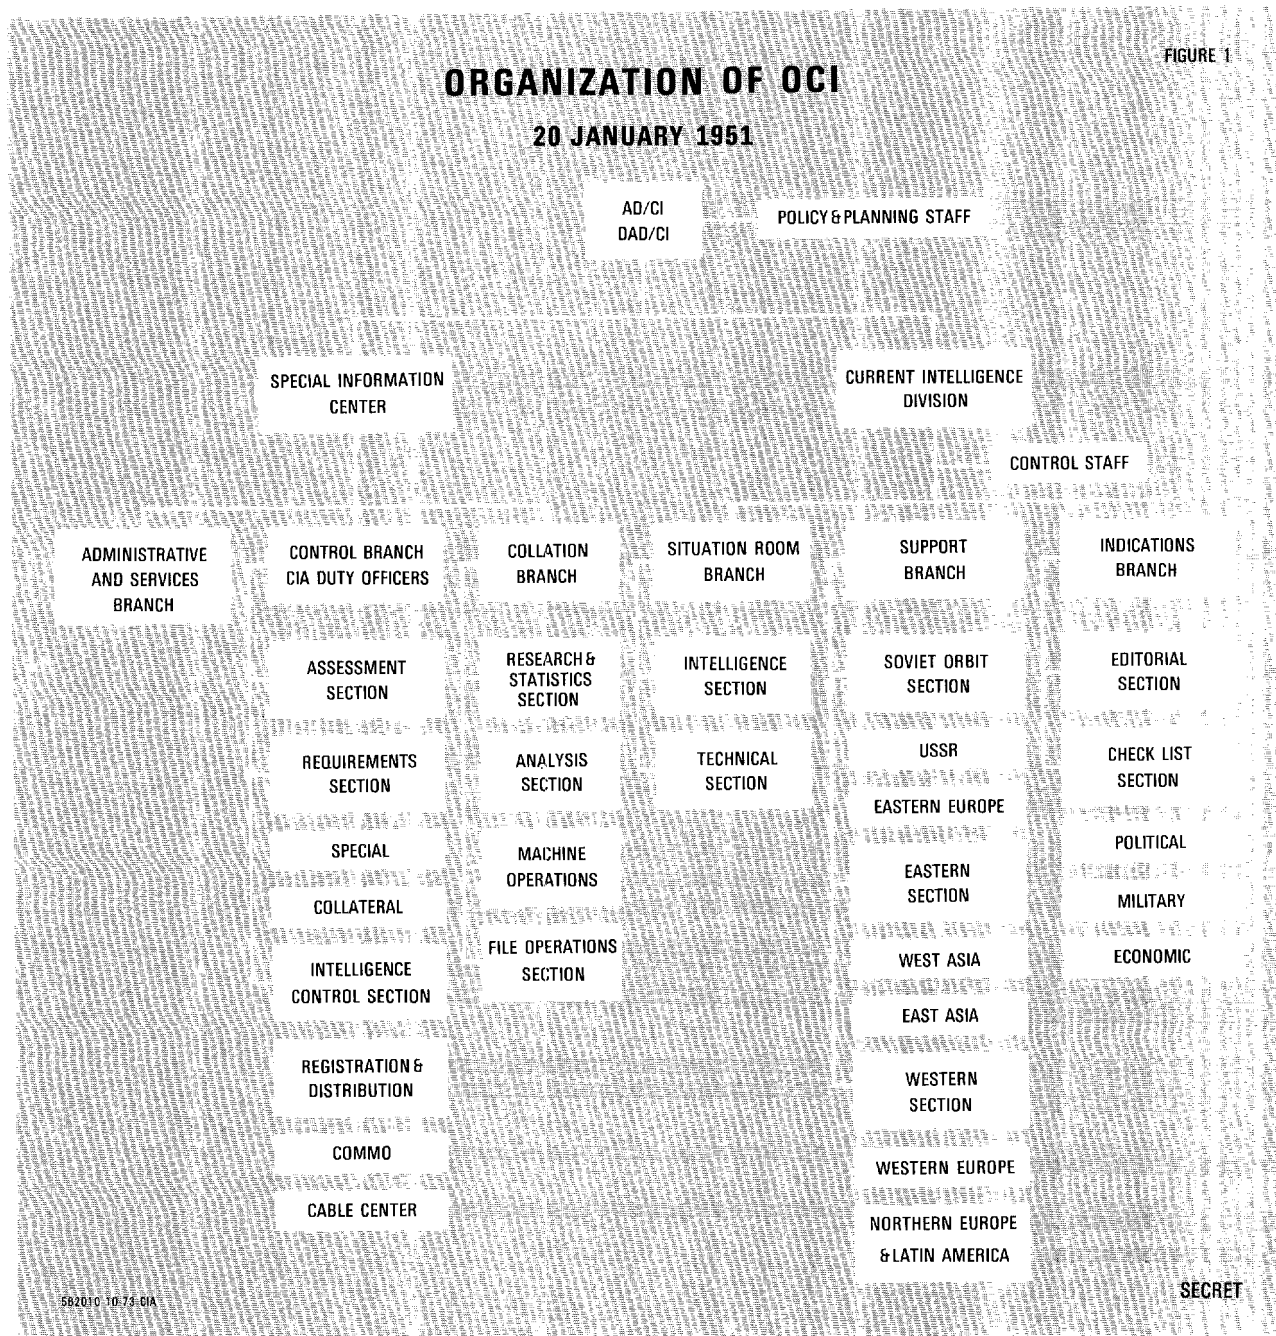 FIGURE 1
ORGANIZATION OF OCI
20 JANUARY 1951
AD/CI
DAD/CI
POLICY & PLANNING STAFF
SPECIAL INFORMATION
CENTER
CURRENT INTELLIGENCE
DIVISION
CONTROL STAFF
ADMINISTRATIVE
AND SERVICES
BRANCH
CONTROL BRANCH
CIA DUTY OFFICERS
ASSESSMENT
SECTION
REQUIREMENTS
SECTION
SPECIAL
COLLATERAL
INTELLIGENCE
CONTROL SECTION
REGISTRATION &
DISTRIBUTION
COMMO
CABLE CENTER
COLLATION
BRANCH
RESEARCH &
STATISTICS
SECTION
ANALYSIS
SECTION
MACHINE
OPERATIONS
FILE OPERATIONS
SECTION
SITUATION ROOM
BRANCH
INTELLIGENCE
SECTION
TECHNICAL
SECTION
SUPPORT
BRANCH
SOVIET ORBIT
SECTION
USSR
EASTERN EUROPE
EASTERN
SECTION
WEST ASIA
EAST ASIA
WESTERN
SECTION
WESTERN EUROPE
NORTHERN EUROPE
& LATIN AMERICA
INDICATIONS
BRANCH
EDITORIAL
SECTION
CHECK LIST
SECTION
POLITICAL
MILITARY
ECONOMIC
582010 10-73 CIA
SECRET